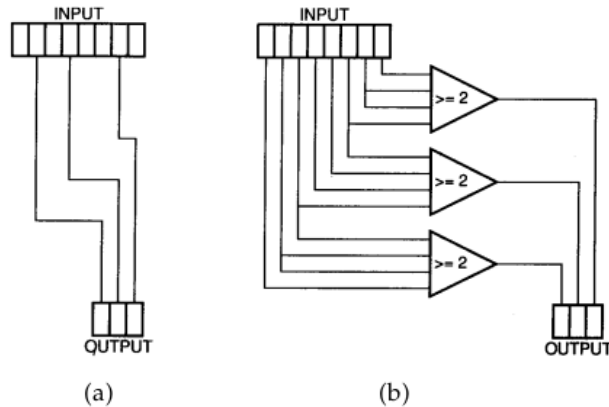 INPUT
OUTPUT
(a)
INPUT
>= 2
>= 2
>= 2
OUTPUT
(b)